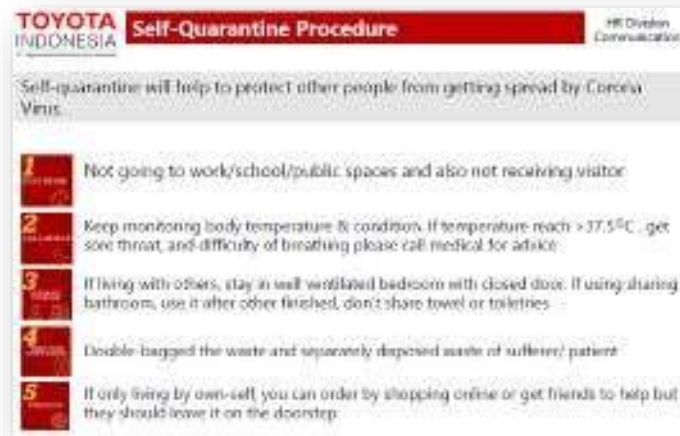 TOYOTA
INDONESIA
Self-Quarantine Procedure
HR Division
Communication
Self-quarantine will help to protect other people from getting spread by Corona
Virus
1
Not going to work/school/public spaces and also not receiving visitor
2
Keep monitoring body temperature & condition. If temperature reach >37.5⁰C , get
sore throat, and difficulty of breathing please call medical for advice
3
If living with others, stay in well ventilated bedroom with closed door. If using sharing
bathroom, use it after other finished, don't share towel or toiletries
4
Double-bagged the waste and separately disposed waste of sufferer/ patient
5
If only living by own-self, you can order by shopping online or get friends to help but
they should leave it on the doorstep